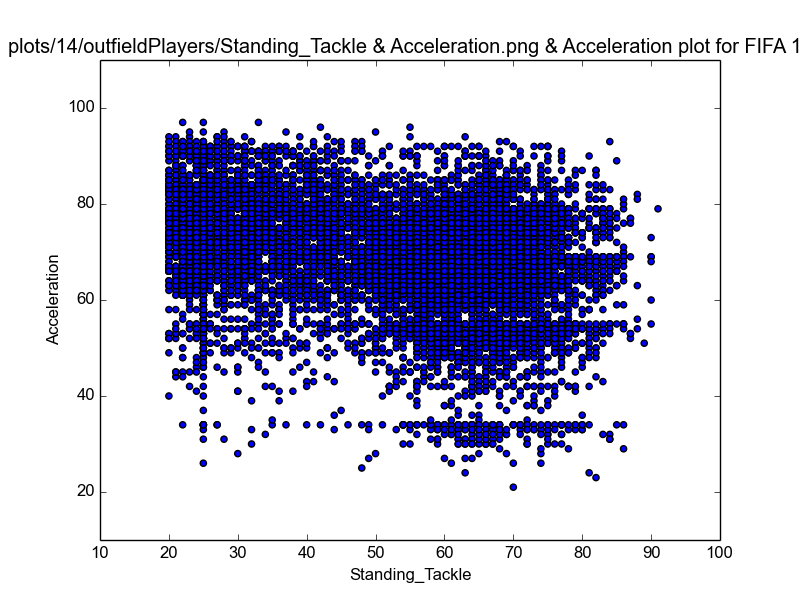 plots/14/outfieldPlayers/Standing_Tackle & Acceleration.png & Acceleration plot for FIFA 1
100
80
60
40
20
Acceleration
10 20 30 40 50 60 70 80 90 100
Standing_Tackle